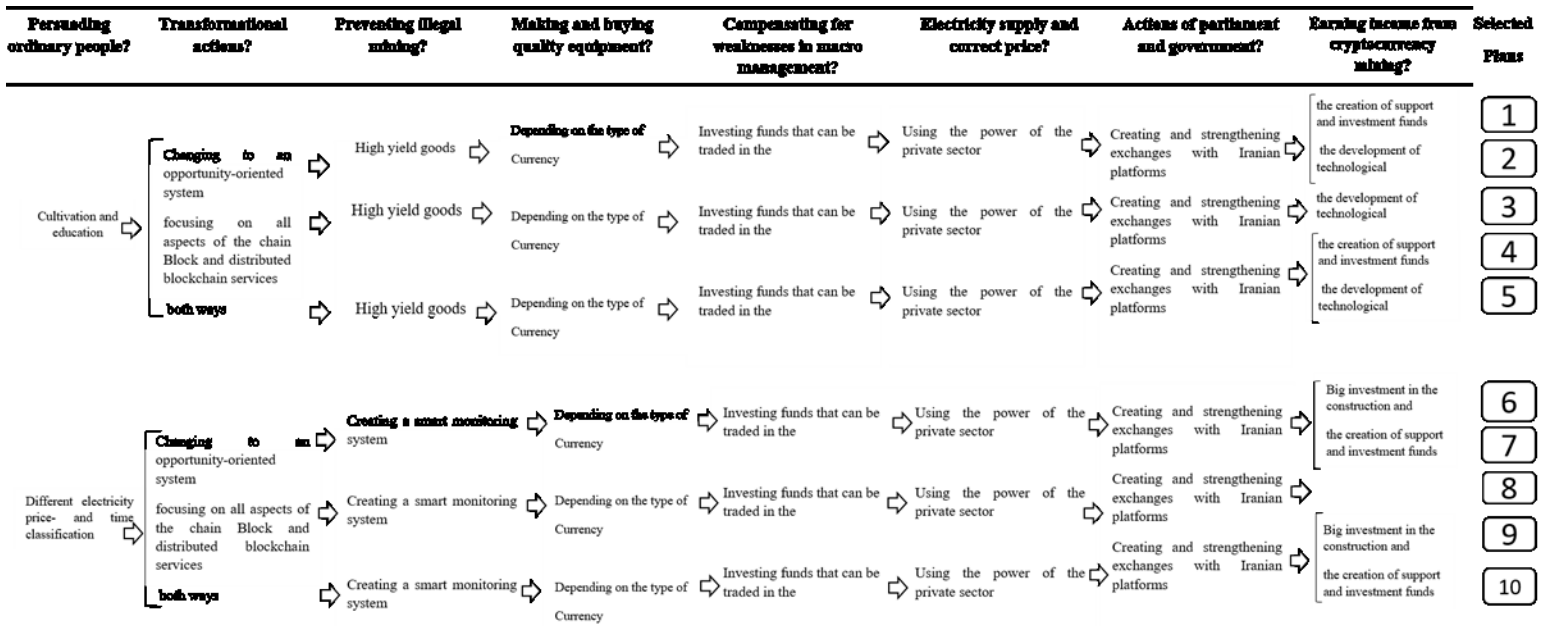 Persuading ordinary people?
Transformational actions?
Preventing illegal mining?
Making and buying quality equipment?
Compensating for weaknesses in macro management?
Electricity supply and correct price?
Actions of parliament and government?
Earning income from cryptocurrency mining?
Selected Plans
Cultivation and
education
Changing to an
opportunity-oriented
system
High yield goods
Depending on the type of
Currency
Investing funds that can be
traded in the
Using the power of the
private sector
Creating and strengthening
exchanges with Iranian
platforms
the creation of support
and investment funds
the development of
technological
1
2
focusing on all
aspects of the chain
Block and distributed
blockchain services
High yield goods
Depending on the type of
Currency
Investing funds that can be
traded in the
Using the power of the
private sector
Creating and strengthening
exchanges with Iranian
platforms
the development of
technological
3
both ways
High yield goods
Depending on the type of
Currency
Investing funds that can be
traded in the
Using the power of the
private sector
Creating and strengthening
exchanges with Iranian
platforms
the creation of support
and investment funds
the development of
technological
4
5
Different electricity
price- and time
classification
Changing to an
opportunity-oriented
system
Creating a smart monitoring
system
Depending on the type of
Currency
Investing funds that can be
traded in the
Using the power of the
private sector
Creating and strengthening
exchanges with Iranian
platforms
Big investment in the
construction and
the creation of support
and investment funds
6
7
focusing on all aspects of
the chain Block and
distributed blockchain
services
Creating a smart monitoring
system
Depending on the type of
Currency
Investing funds that can be
traded in the
Using the power of the
private sector
Creating and strengthening
exchanges with Iranian
platforms
8
both ways
Creating a smart monitoring
system
Depending on the type of
Currency
Investing funds that can be
traded in the
Using the power of the
private sector
Creating and strengthening
exchanges with Iranian
platforms
Big investment in the
construction and
the creation of support
and investment funds
9
10